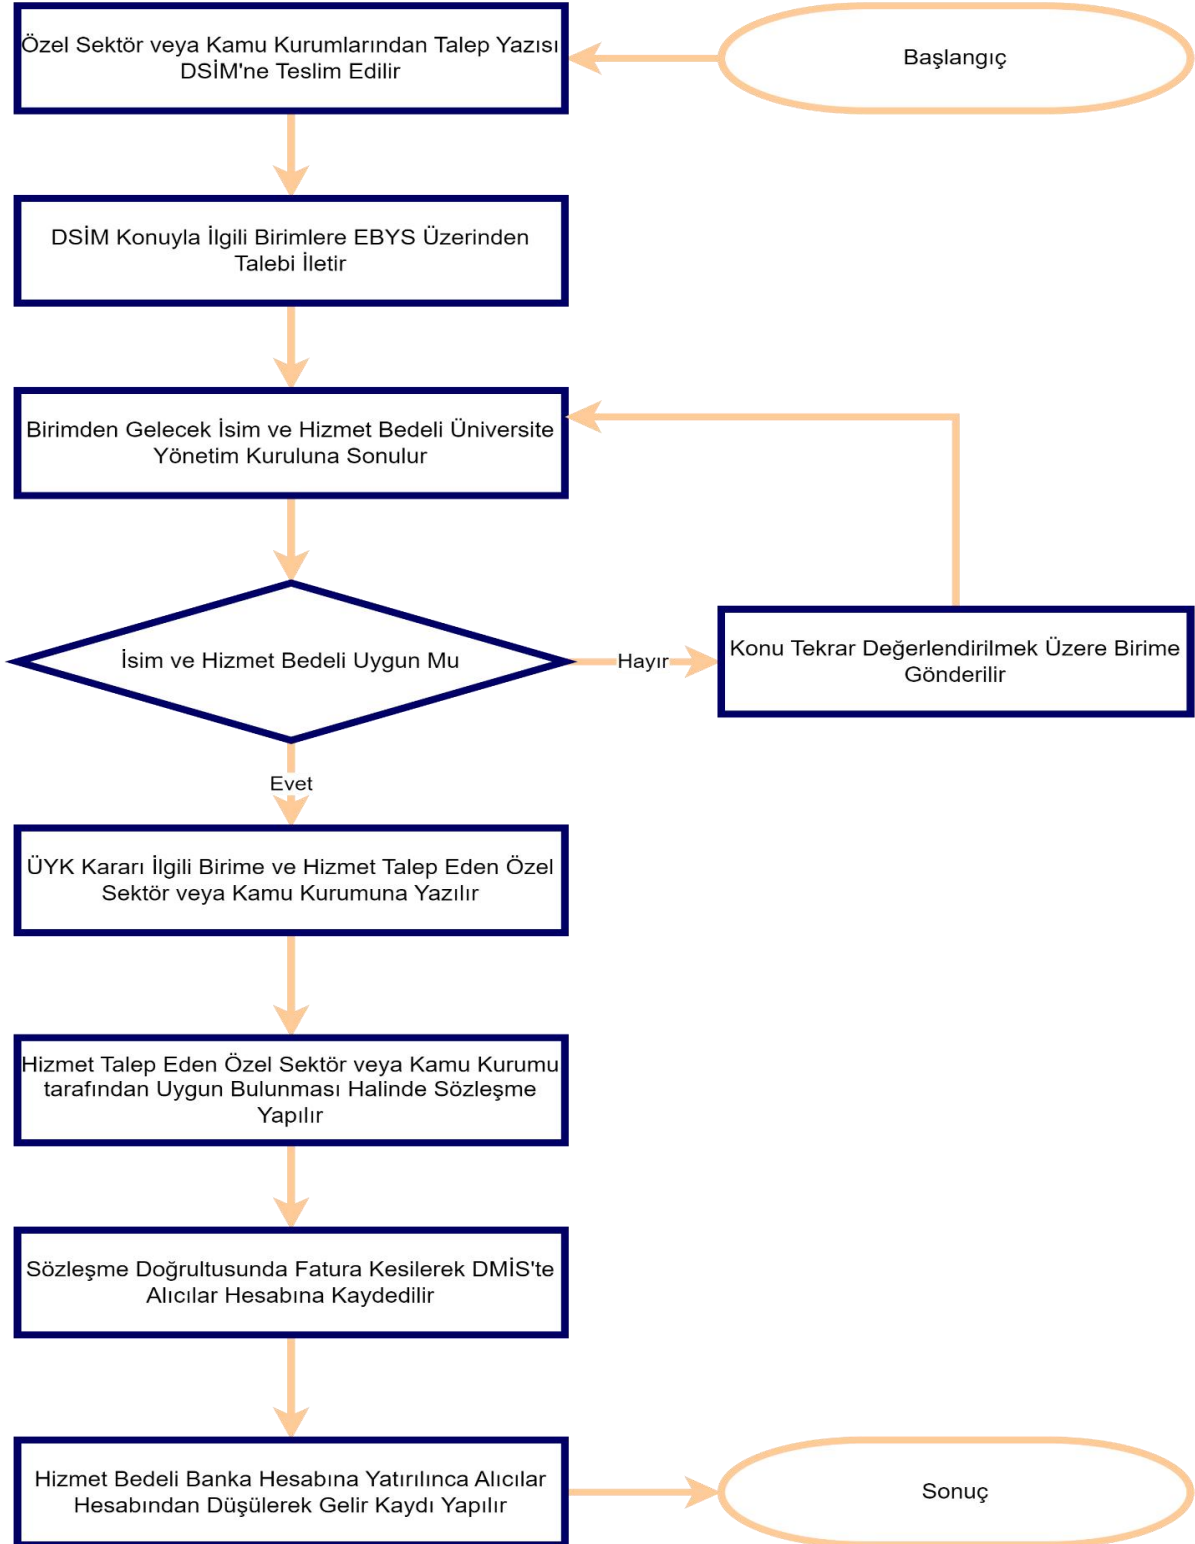 Başlangıç
Özel Sektör veya Kamu Kurumlarından Talep Yazısı
DSİM'ne Teslim Edilir
DSİM Konuyla İlgili Birimlere EBYS Üzerinden
Talebi İletir
Birimden Gelecek İsim ve Hizmet Bedeli Üniversite
Yönetim Kuruluna Sonulur
İsim ve Hizmet Bedeli Uygun Mu
Hayır
Konu Tekrar Değerlendirilmek Üzere Birime
Gönderilir
Evet
ÜYK Kararı İlgili Birime ve Hizmet Talep Eden Özel
Sektör veya Kamu Kurumuna Yazılır
Hizmet Talep Eden Özel Sektör veya Kamu Kurumu
tarafından Uygun Bulunması Halinde Sözleşme
Yapılır
Sözleşme Doğrultusunda Fatura Kesilerek DMİS'te
Alıcılar Hesabına Kaydedilir
Hizmet Bedeli Banka Hesabına Yatırılınca Alıcılar
Hesabından Düşülerek Gelir Kaydı Yapılır
Sonuç